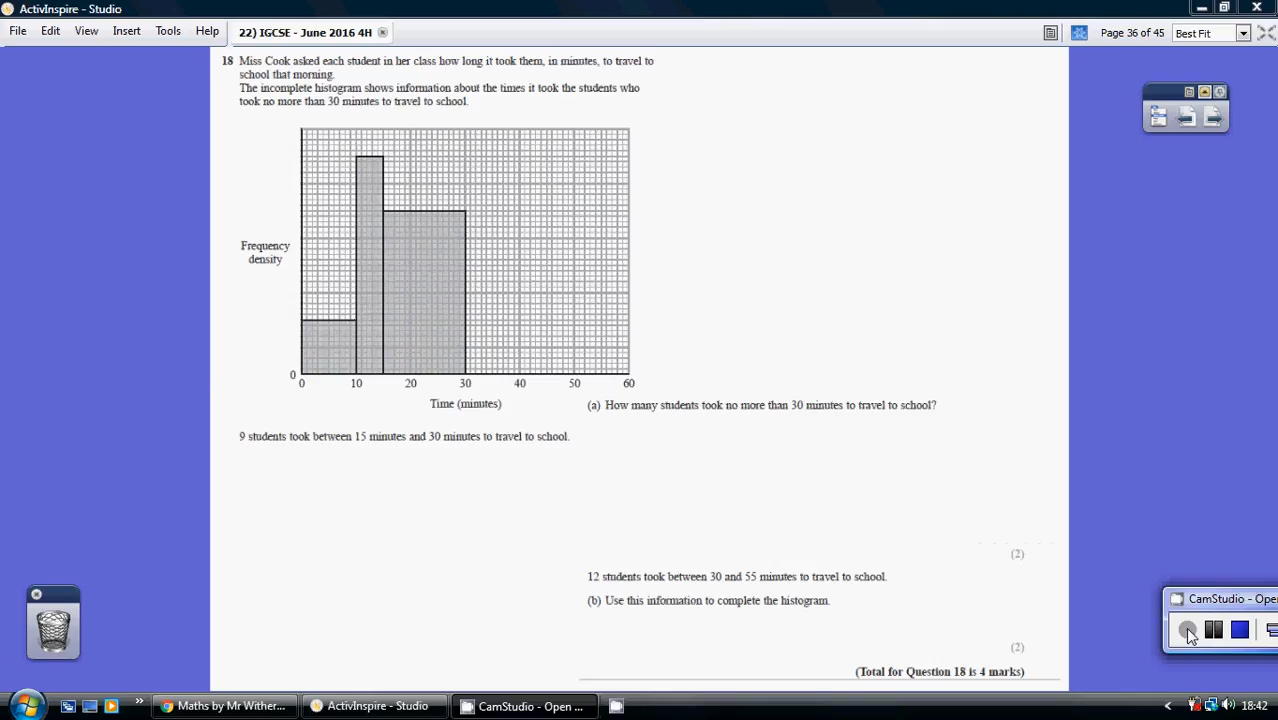 ActivInspire - Studio
File Edit View Insert Tools Help
22) IGCSE - June 2016 4H
Page 36 of 45
Best Fit
18 Miss Cook asked each student in her class how long it took them, in minutes, to travel to
school that morning.
The incomplete histogram shows information about the times it took the students who
took no more than 30 minutes to travel to school.
Frequency
density
0
0 10 20 30 40 50 60
Time (minutes)
(a) How many students took no more than 30 minutes to travel to school?
9 students took between 15 minutes and 30 minutes to travel to school.
(2)
12 students took between 30 and 55 minutes to travel to school.
(b) Use this information to complete the histogram.
(2)
(Total for Question 18 is 4 marks)
CamStudio - Ope
Maths by Mr Wither...
ActivInspire - Studio
CamStudio - Open ...
18:42